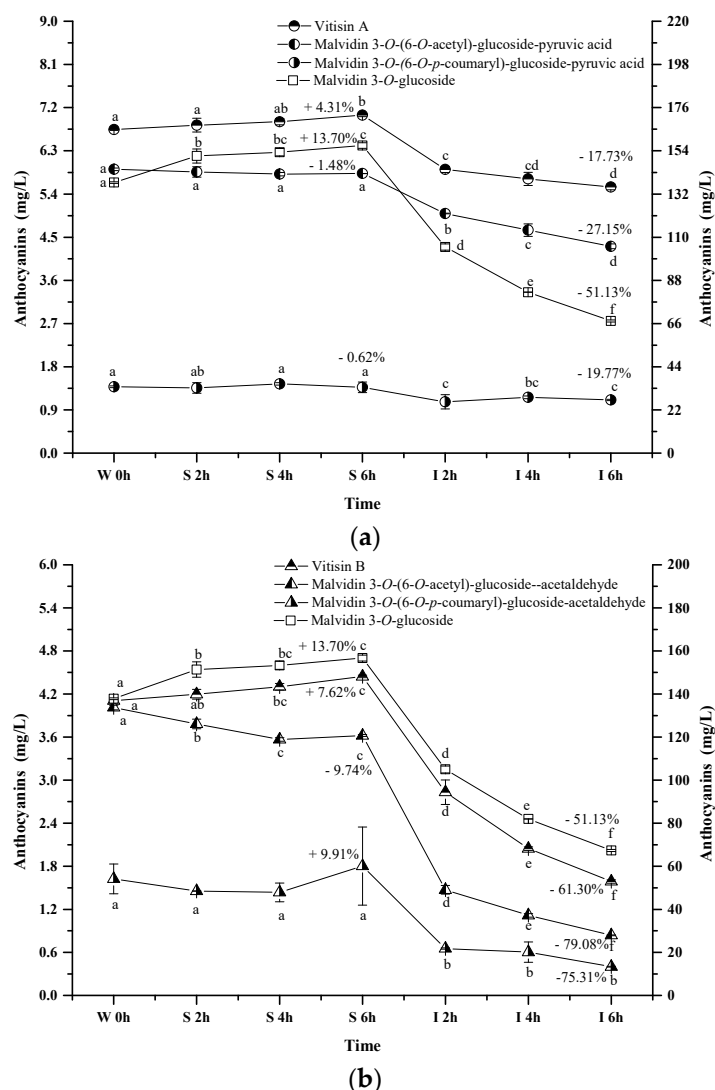 9.0
8.1
7.2
6.3
5.4
4.5
3.6
2.7
1.8
0.9
0.0
Anthocyanins (mg/L)
220
198
176
154
132
110
88
66
44
22
0
Anthocyanins (mg/L)
Vitisin A
Malvidin 3-O-(6-O-acetyl)-glucoside-pyruvic acid
Malvidin 3-O-(6-O-p-coumaryl)-glucoside-pyruvic acid
Malvidin 3-O-glucoside
a a ab + 4.31% b c cd - 17.73% d
a b bc + 13.70% c d e - 51.13% f
a a a - 1.48% a b c - 27.15% d
a ab a - 0.62% a c bc - 19.77% c
W 0h S 2h S 4h S 6h I 2h I 4h I 6h
Time
(a)
6.0
5.4
4.8
4.2
3.6
3.0
2.4
1.8
1.2
0.6
0.0
Anthocyanins (mg/L)
200
180
160
140
120
100
80
60
40
20
0
Anthocyanins (mg/L)
Vitisin B
Malvidin 3-O-(6-O-acetyl)-glucoside--acetaldehyde
Malvidin 3-O-(6-O-p-coumaryl)-glucoside-acetaldehyde
Malvidin 3-O-glucoside
a b bc + 13.70% c d e - 51.13% f
a ab bc + 7.62% c d e - 61.30% f
a b c - 9.74% c d e - 79.08% f
a a a + 9.91% a b b -75.31% b
W 0h S 2h S 4h S 6h I 2h I 4h I 6h
Time
(b)